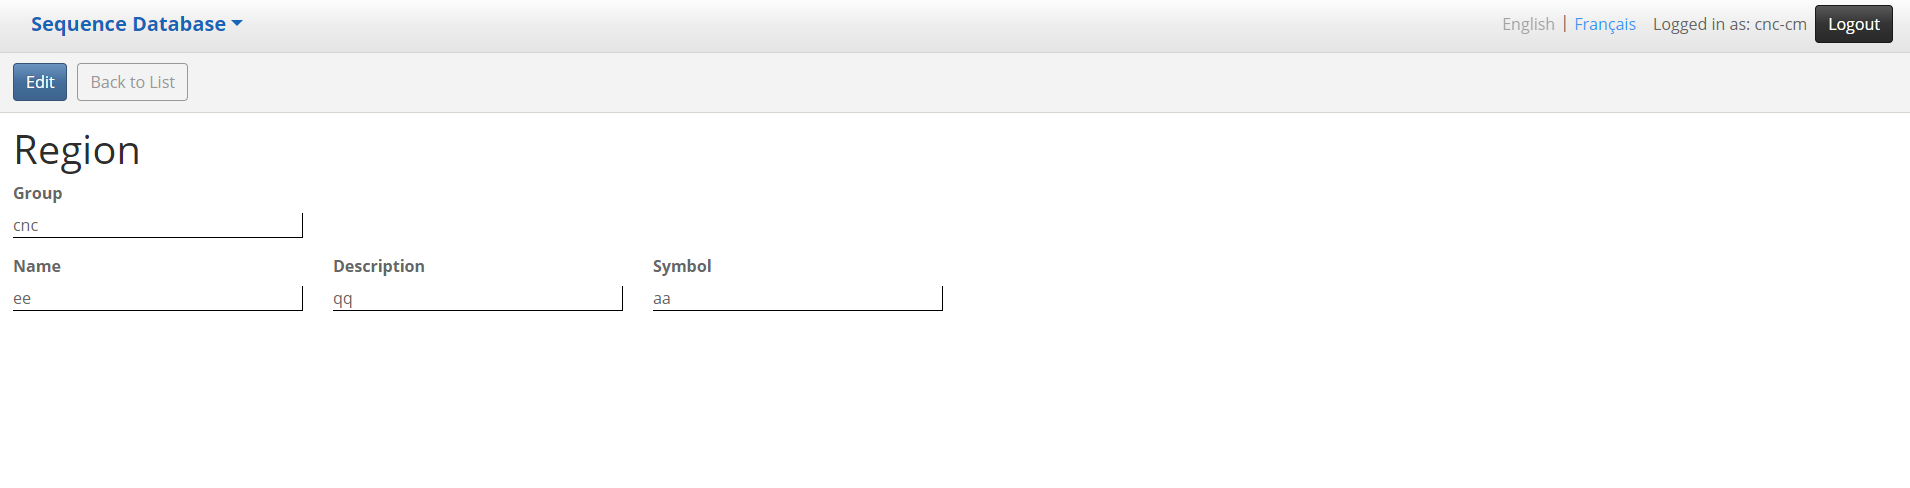 Sequence Database
English | Français Logged in as: cnc-cm Logout
Edit Back to List
Region
Group
cnc
Name Description Symbol
ee qq aa